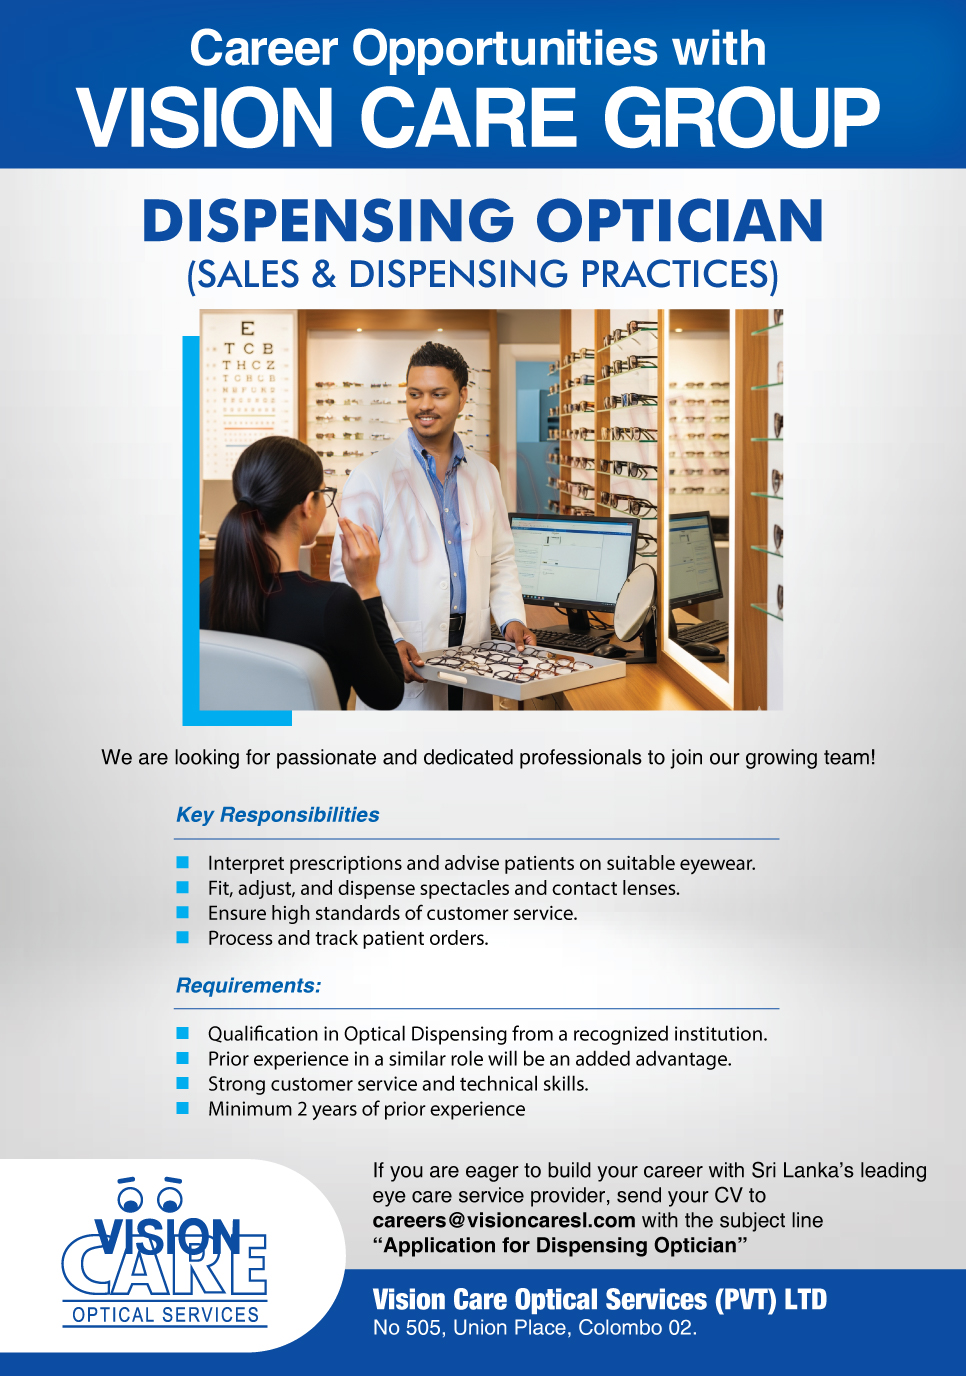 Career Opportunities with
VISION CARE GROUP
DISPENSING OPTICIAN
(SALES & DISPENSING PRACTICES)
E
T C B
T H C Z
We are looking for passionate and dedicated professionals to join our growing team!
Key Responsibilities
Interpret prescriptions and advise patients on suitable eyewear.
Fit, adjust, and dispense spectacles and contact lenses.
Ensure high standards of customer service.
Process and track patient orders.
Requirements:
Qualification in Optical Dispensing from a recognized institution.
Prior experience in a similar role will be an added advantage.
Strong customer service and technical skills.
Minimum 2 years of prior experience
If you are eager to build your career with Sri Lanka's leading
eye care service provider, send your CV to
careers@visioncaresl.com with the subject line
“Application for Dispensing Optician”
VISION
CARE
OPTICAL SERVICES
Vision Care Optical Services (PVT) LTD
No 505, Union Place, Colombo 02.